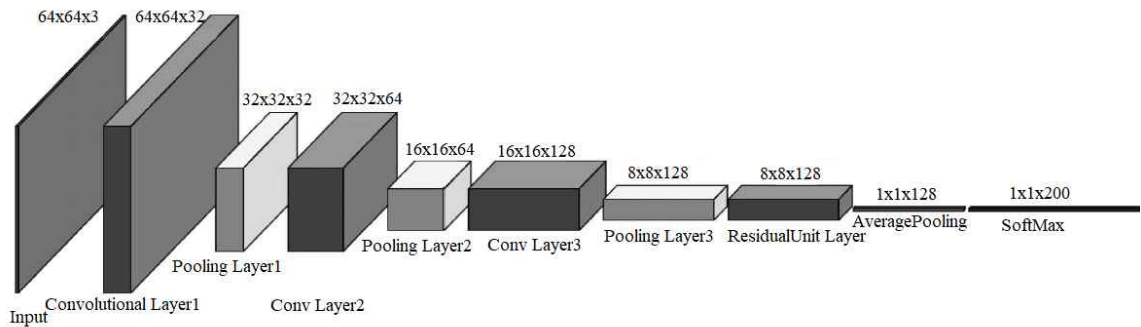 64x64x3
64x64x32
32x32x32
32x32x64
16x16x64
16x16x128
8x8x128
8x8x128
1x1x128
1x1x200
Input
Convolutional Layer1
Pooling Layer1
Conv Layer2
Pooling Layer2
Conv Layer3
Pooling Layer3
ResidualUnit Layer
AveragePooling
SoftMax